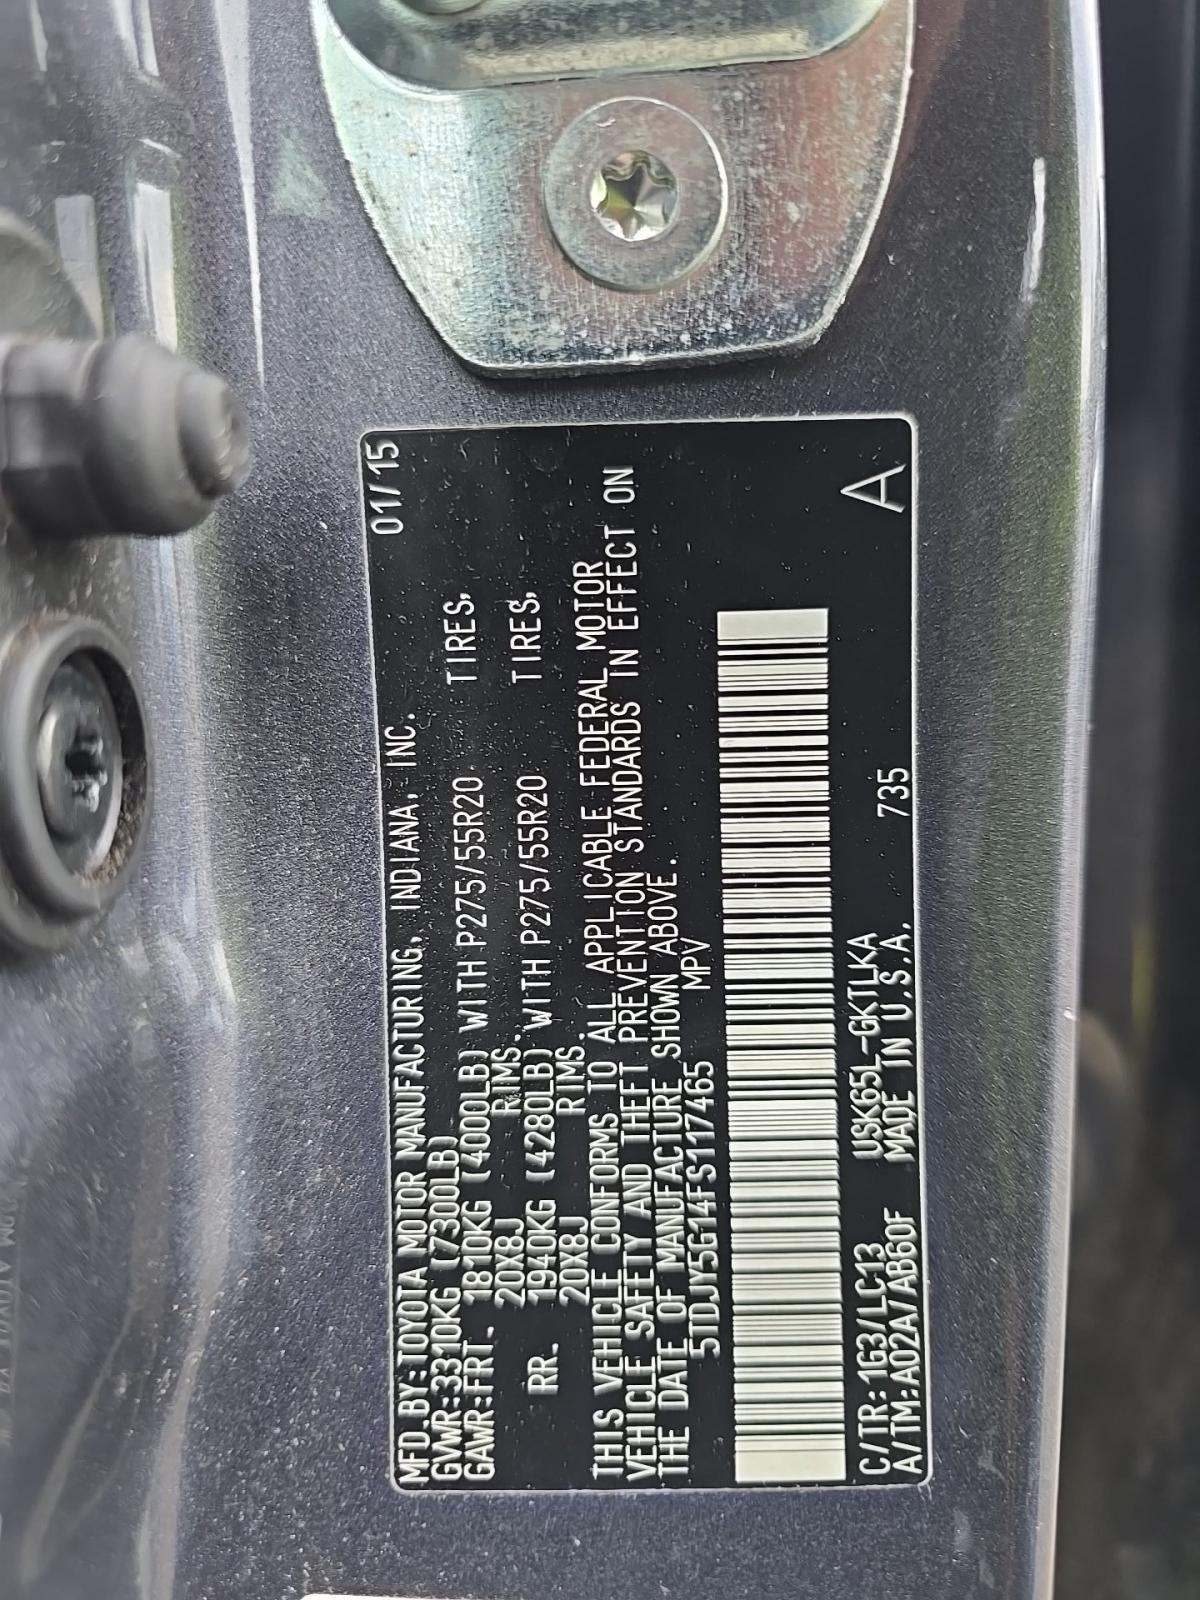 MFD.BY:TOYOTA MOTOR MANUFACTURING, INDIANA, INC. 01/15
GVWR:3310KG (7300LB)
GAWR:FRT. 1810KG (4000LB) WITH P275/55R20 TIRES,
20X8J RIMS.
RR. 1940KG (4280LB) WITH P275/55R20 TIRES,
20X8J RIMS.
THIS VEHICLE CONFORMS TO ALL APPLICABLE FEDERAL MOTOR
VEHICLE SAFETY AND THEFT PREVENTION STANDARDS IN EFFECT ON
THE DATE OF MANUFACTURE SHOWN ABOVE.
5TDJY5G14FS117465 MPV
C/TR:1G3/LC13 USK65L-GKTLKA
A/TM:A02A/AB60F MADE IN U.S.A. 735 A